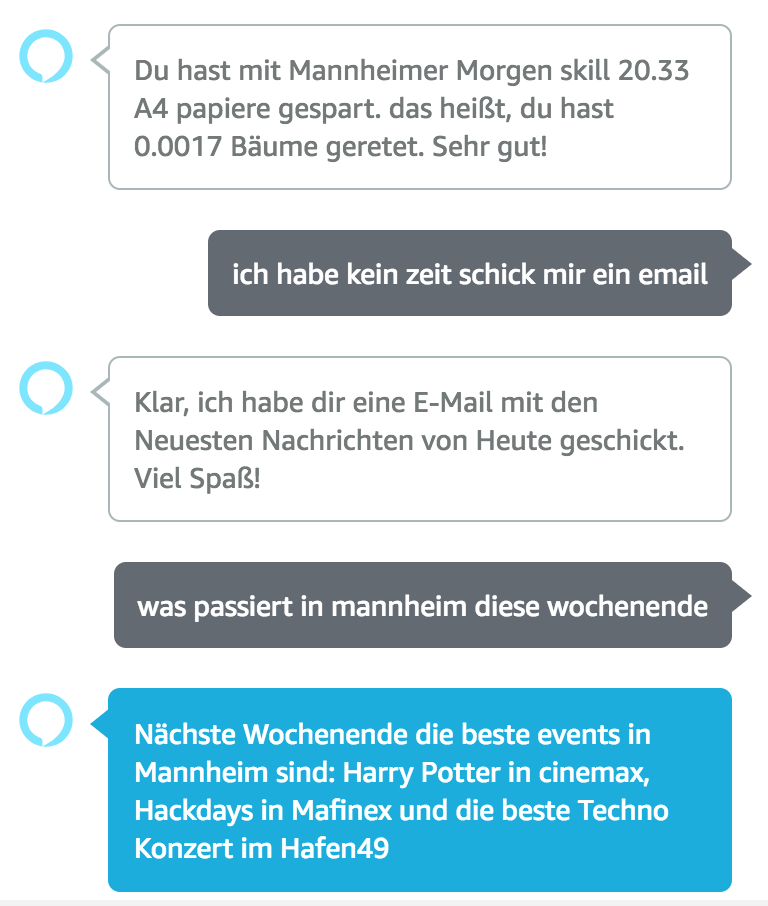 Du hast mit Mannheimer Morgen skill 20.33
A4 papiere gespart. das heißt, du hast
0.0017 Bäume geretet. Sehr gut!
ich habe kein zeit schick mir ein email
Klar, ich habe dir eine E-Mail mit den
Neuesten Nachrichten von Heute geschickt.
Viel Spaß!
was passiert in mannheim diese wochenende
Nächste Wochenende die beste events in
Mannheim sind: Harry Potter in cinemax,
Hackdays in Mafinex und die beste Techno
Konzert im Hafen49